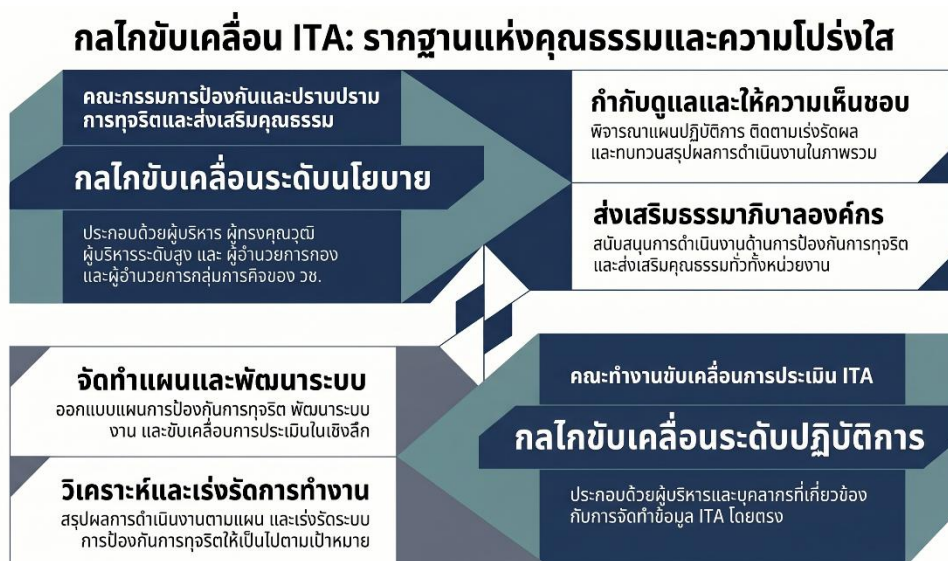 กลไกขับเคลื่อน ITA: รากฐานแห่งคุณธรรมและความโปร่งใส
คณะกรรมการป้องกันและปราบปราม
การทุจริตและส่งเสริมคุณธรรม
กลไกขับเคลื่อนระดับนโยบาย
ประกอบด้วยผู้บริหาร ผู้ทรงคุณวุฒิ
ผู้บริหารระดับสูง และ ผู้อำนวยการกอง
และผู้อำนวยการกลุ่มภารกิจของ วช.
กำกับดูแลและให้ความเห็นชอบ
พิจารณาแผนปฏิบัติการ ติดตามเร่งรัดผล
และทบทวนสรุปผลการดำเนินงานในภาพรวม
ส่งเสริมธรรมาภิบาลองค์กร
สนับสนุนการดำเนินงานด้านการป้องกันการทุจริต
และส่งเสริมคุณธรรมทั่วทั้งหน่วยงาน
จัดทำแผนและพัฒนาระบบ
ออกแบบแผนการป้องกันการทุจริต พัฒนาระบบ
งาน และขับเคลื่อนการประเมินในเชิงลึก
วิเคราะห์และเร่งรัดการทำงาน
สรุปผลการดำเนินงานตามแผน และเร่งรัดระบบ
การป้องกันการทุจริตให้เป็นไปตามเป้าหมาย
คณะทำงานขับเคลื่อนการประเมิน ITA
กลไกขับเคลื่อนระดับปฏิบัติการ
ประกอบด้วยผู้บริหารและบุคลากรที่เกี่ยวข้อง
กับการจัดทำข้อมูล ITA โดยตรง